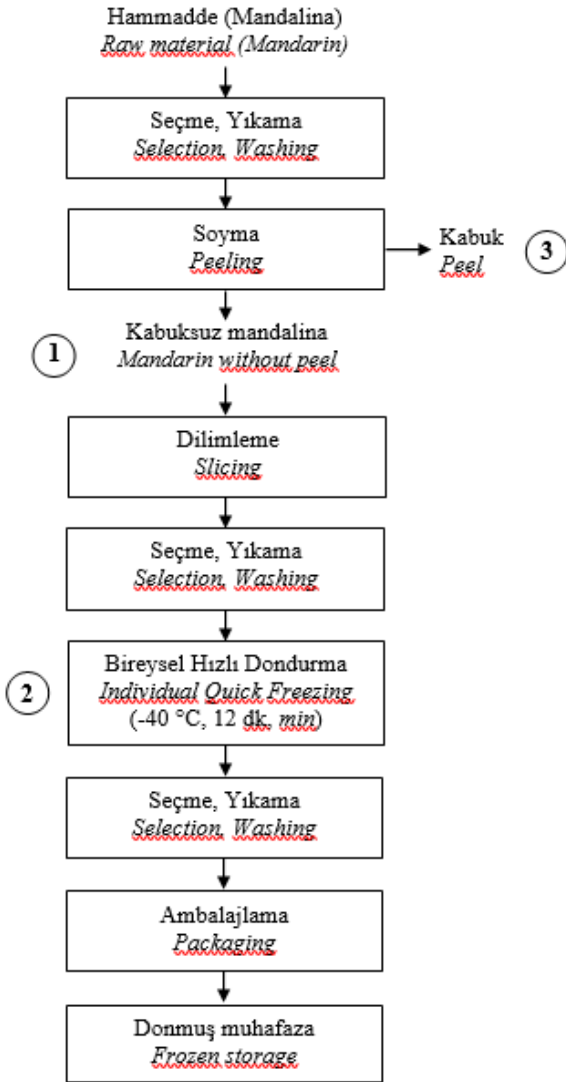 Hammadde (Mandalina)
Raw material (Mandarin)
Seçme, Yıkama
Selection, Washing
Soyma
Peeling
Kabuk
Peel
3
Kabuksuz mandalina
Mandarin without peel
1
Dilimleme
Slicing
Seçme, Yıkama
Selection, Washing
Bireysel Hızlı Dondurma
Individual Quick Freezing
(-40 °C, 12 dk, min)
2
Seçme, Yıkama
Selection, Washing
Ambalajlama
Packaging
Donmuş muhafaza
Frozen storage